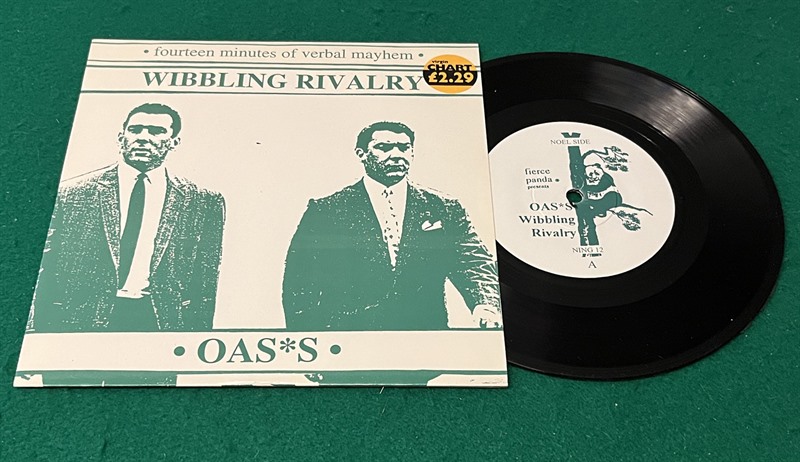 • fourteen minutes of verbal mayhem •
WIBBLING RIVALRY
virgin
CHART
£2.29
• OAS*S •
NOEL SIDE
fierce
panda •
presents
OAS*S
Wibbling
Rivalry
NING 12
A